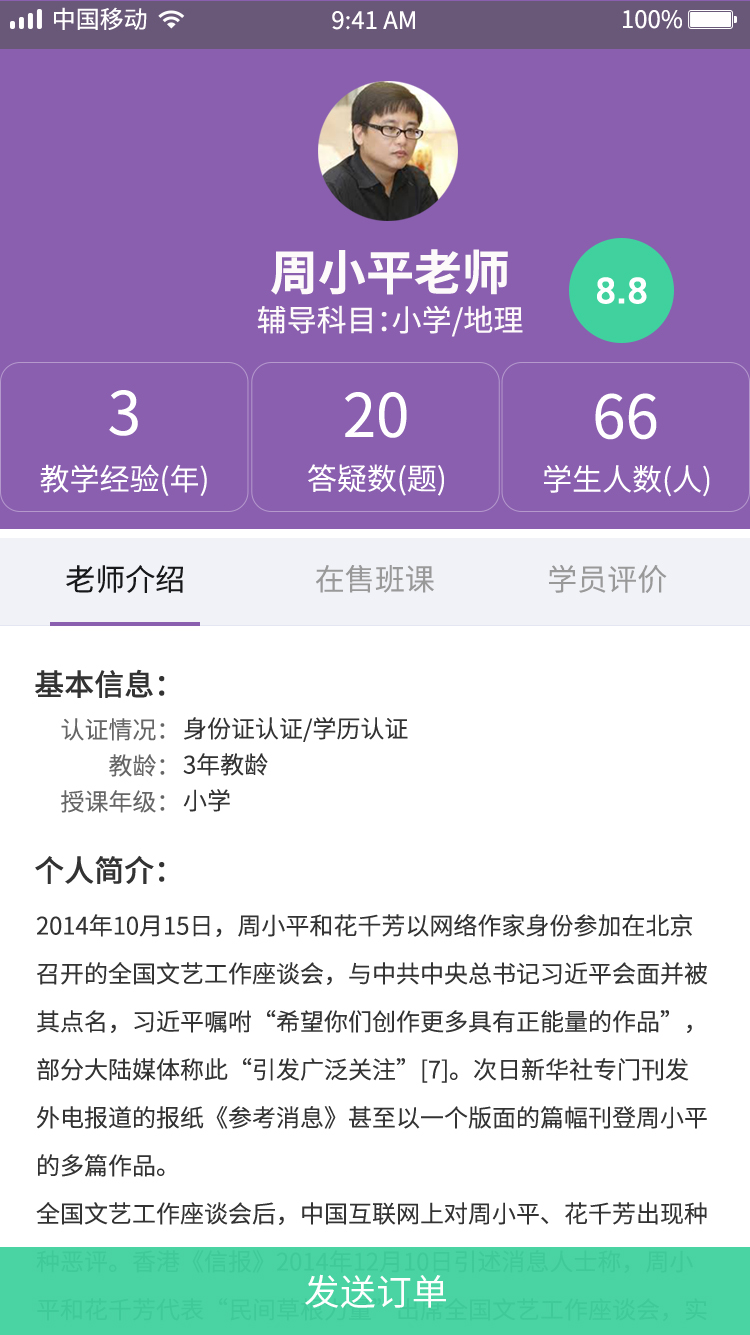 中国移动 9:41 AM 100%
周小平老师
8.8
辅导科目:小学/地理
3 20 66
教学经验(年) 答疑数(题) 学生人数(人)
老师介绍 在售班课 学员评价
基本信息：
认证情况： 身份证认证/学历认证
教龄： 3年教龄
授课年级： 小学
个人简介：
2014年10月15日，周小平和花千芳以网络作家身份参加在北京
召开的全国文艺工作座谈会，与中共中央总书记习近平会面并被
其点名，习近平嘱咐“希望你们创作更多具有正能量的作品”，
部分大陆媒体称此“引发广泛关注”[7]。次日新华社专门刊发
外电报道的报纸《参考消息》甚至以一个版面的篇幅刊登周小平
的多篇作品。
全国文艺工作座谈会后，中国互联网上对周小平、花千芳出现种
种恶评。香港《信报》2014年12月10日引述消息人士称，周小
平和花千芳代表“民间草根力量”出席全国文艺工作座谈会，实
发送订单